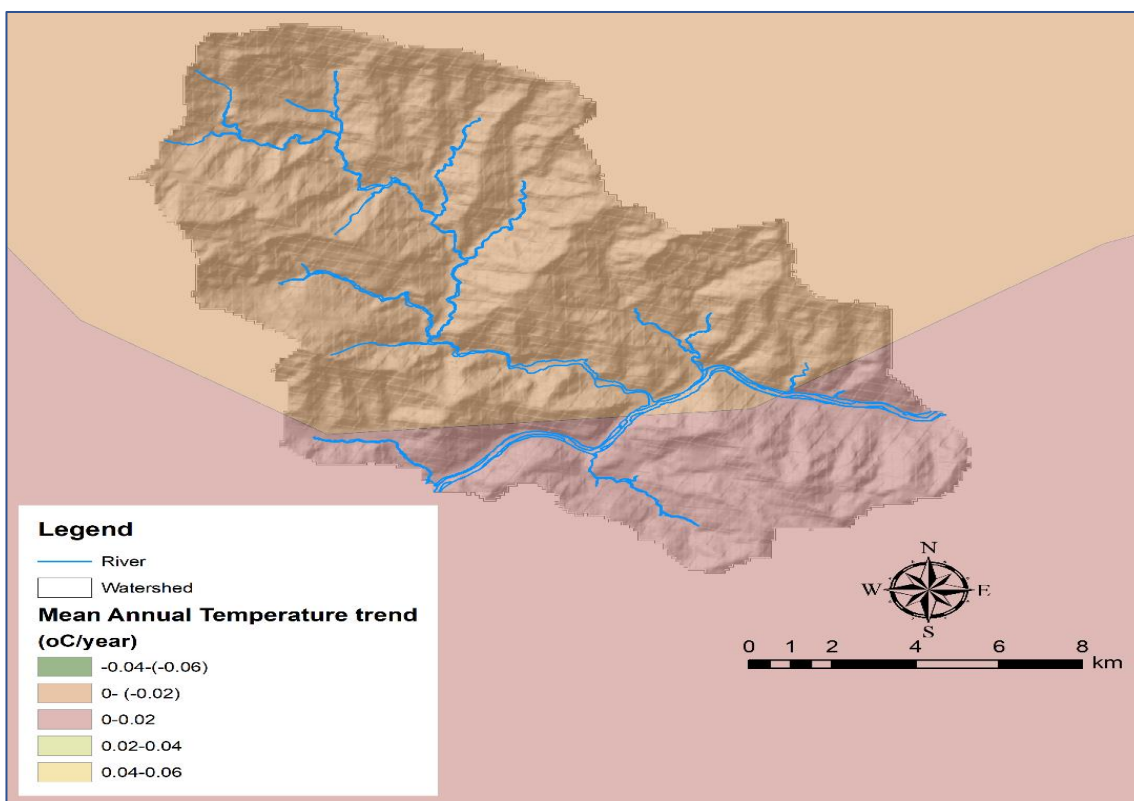 N
W E
S
0 1 2 4 6 8
km
Legend
River
Watershed
Mean Annual Temperature trend
(oC/year)
-0.04-(-0.06)
0- (-0.02)
0-0.02
0.02-0.04
0.04-0.06